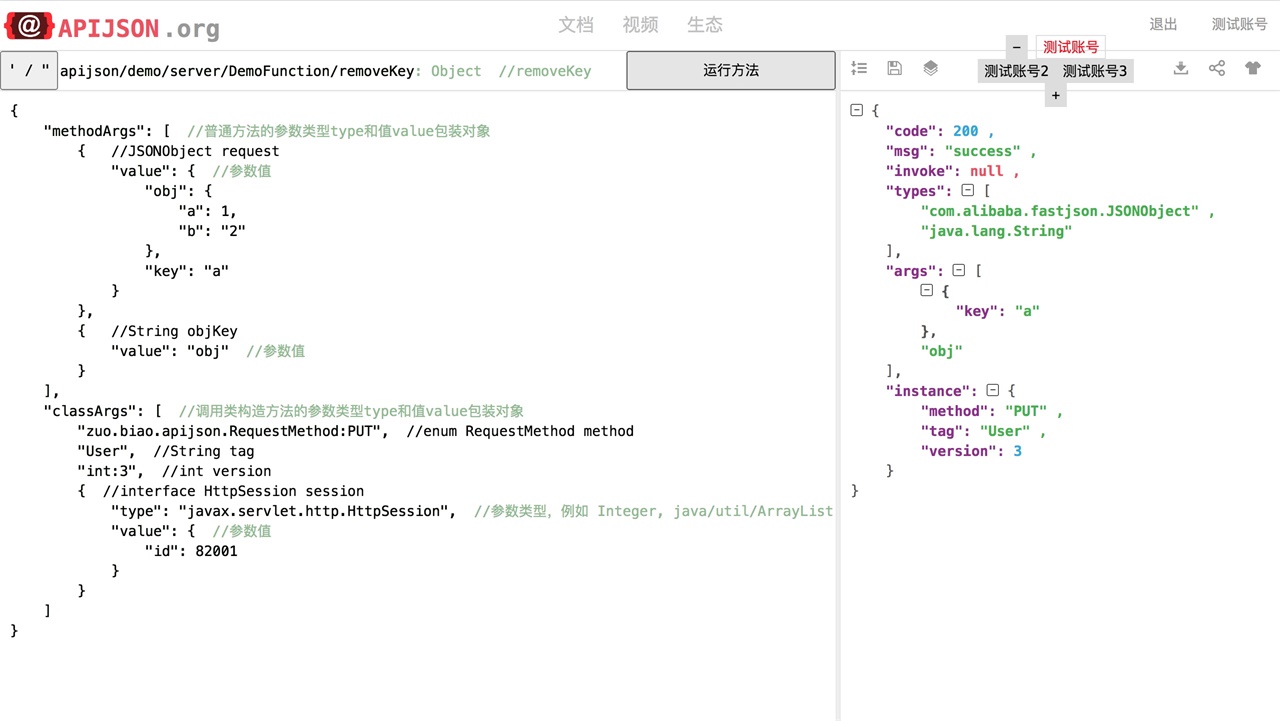 {@} APIJSON.org
文档 视频 生态
退出 测试账号
' / "
apijson/demo/server/DemoFunction/removeKey: Object //removeKey
运行方法
− 测试账号
测试账号2 测试账号3
+
{
"methodArgs": [ //普通方法的参数类型type和值value包装对象
{ //JSONObject request
"value": { //参数值
"obj": {
"a": 1,
"b": "2"
},
"key": "a"
}
},
{ //String objKey
"value": "obj" //参数值
}
],
"classArgs": [ //调用类构造方法的参数类型type和值value包装对象
"zuo.biao.apijson.RequestMethod:PUT", //enum RequestMethod method
"User", //String tag
"int:3", //int version
{ //interface HttpSession session
"type": "javax.servlet.http.HttpSession", //参数类型，例如 Integer, java/util/ArrayList
"value": { //参数值
"id": 82001
}
}
]
}
{
"code": 200 ,
"msg": "success" ,
"invoke": null ,
"types": [
"com.alibaba.fastjson.JSONObject" ,
"java.lang.String"
],
"args": [
{
"key": "a"
},
"obj"
],
"instance": {
"method": "PUT" ,
"tag": "User" ,
"version": 3
}
}